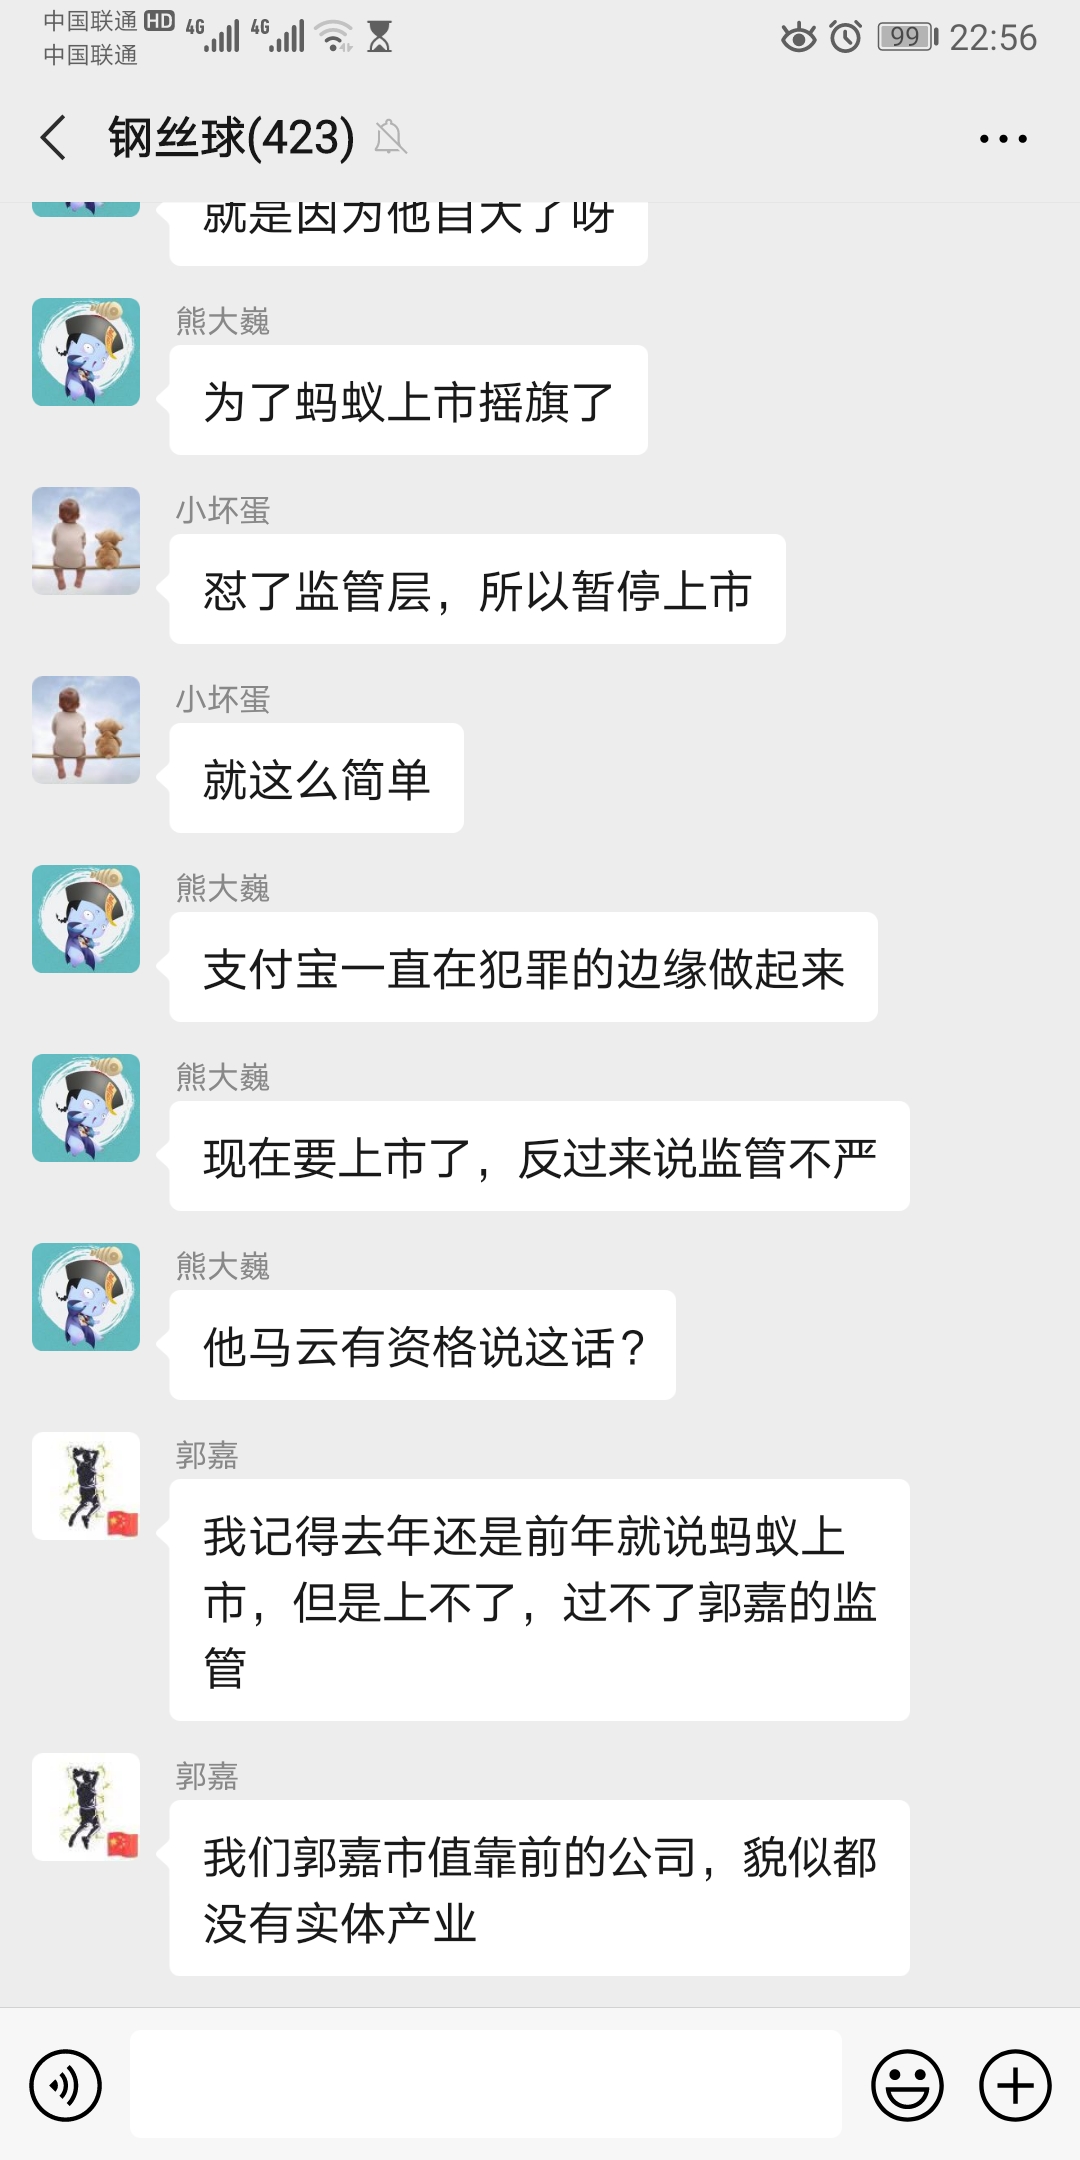 中国联通 HD 4G 4G 99 22:56
中国联通
钢丝球(423)
就是因为他自大了呀
熊大巍
为了蚂蚁上市摇旗了
小坏蛋
怼了监管层，所以暂停上市
小坏蛋
就这么简单
熊大巍
支付宝一直在犯罪的边缘做起来
熊大巍
现在要上市了，反过来说监管不严
熊大巍
他马云有资格说这话？
郭嘉
我记得去年还是前年就说蚂蚁上
市，但是上不了，过不了郭嘉的监
管
郭嘉
我们郭嘉市值靠前的公司，貌似都
没有实体产业